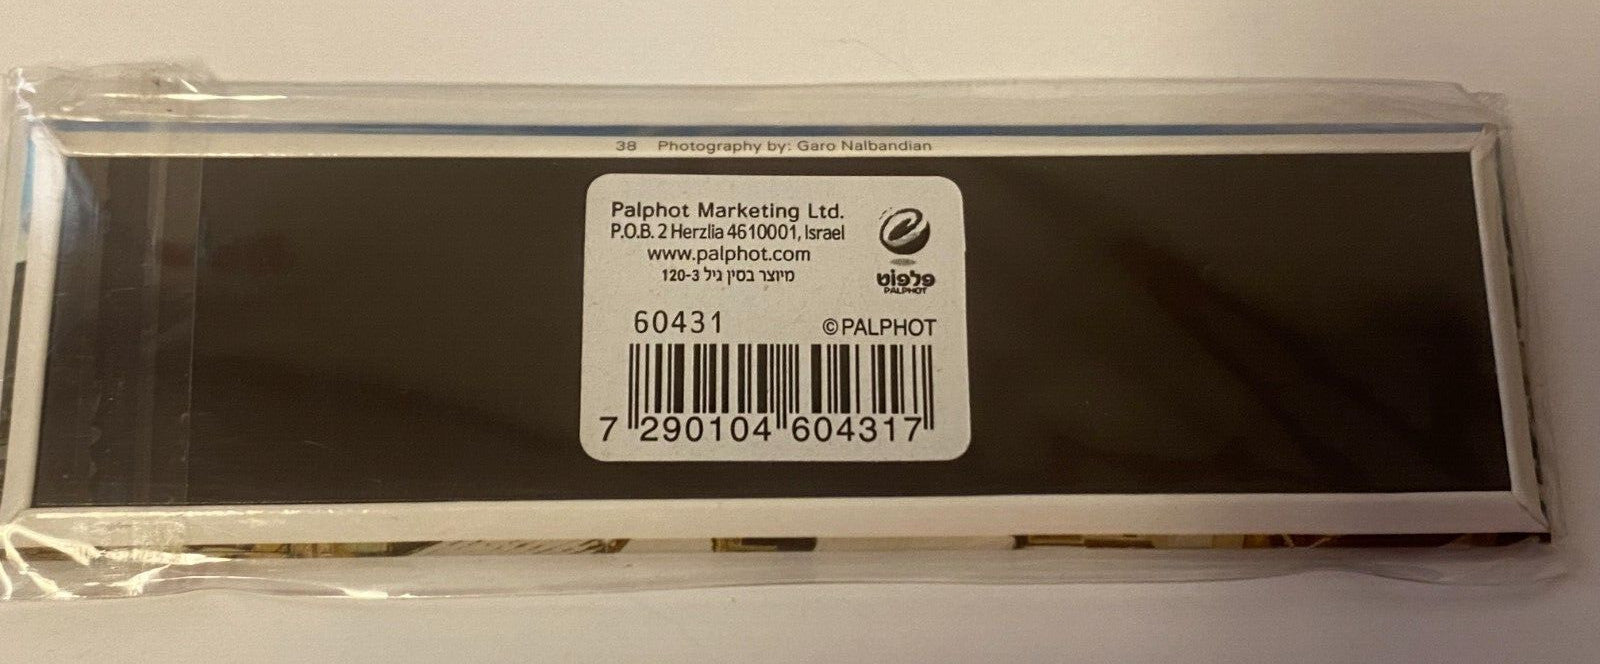 38 Photography by: Garo Nalbandian
Palphot Marketing Ltd.
P.O.B. 2 Herzlia 4610001, Israel
www.palphot.com
מיוצר בסין גיל 120-3
פלפוט
PALPHOT
60431
©PALPHOT
7 290104 604317